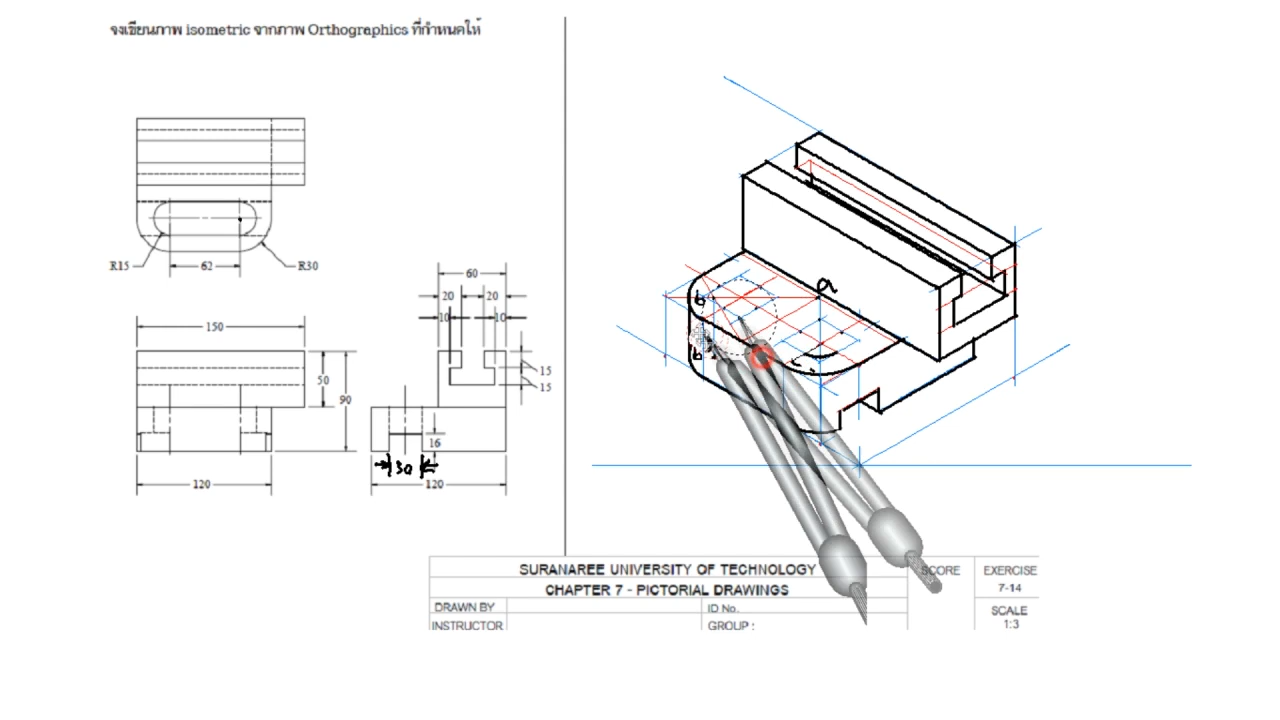 จงเขียนภาพ isometric จากภาพ Orthographics ที่กำหนดให้
R15
62
R30
60
20
20
10
10
150
50
90
15
15
16
30
120
120
a
b
b
c
SURANAREE UNIVERSITY OF TECHNOLOGY
CHAPTER 7 - PICTORIAL DRAWINGS
DRAWN BY
ID No.
INSTRUCTOR
GROUP :
SCORE
EXERCISE
7-14
SCALE
1:3